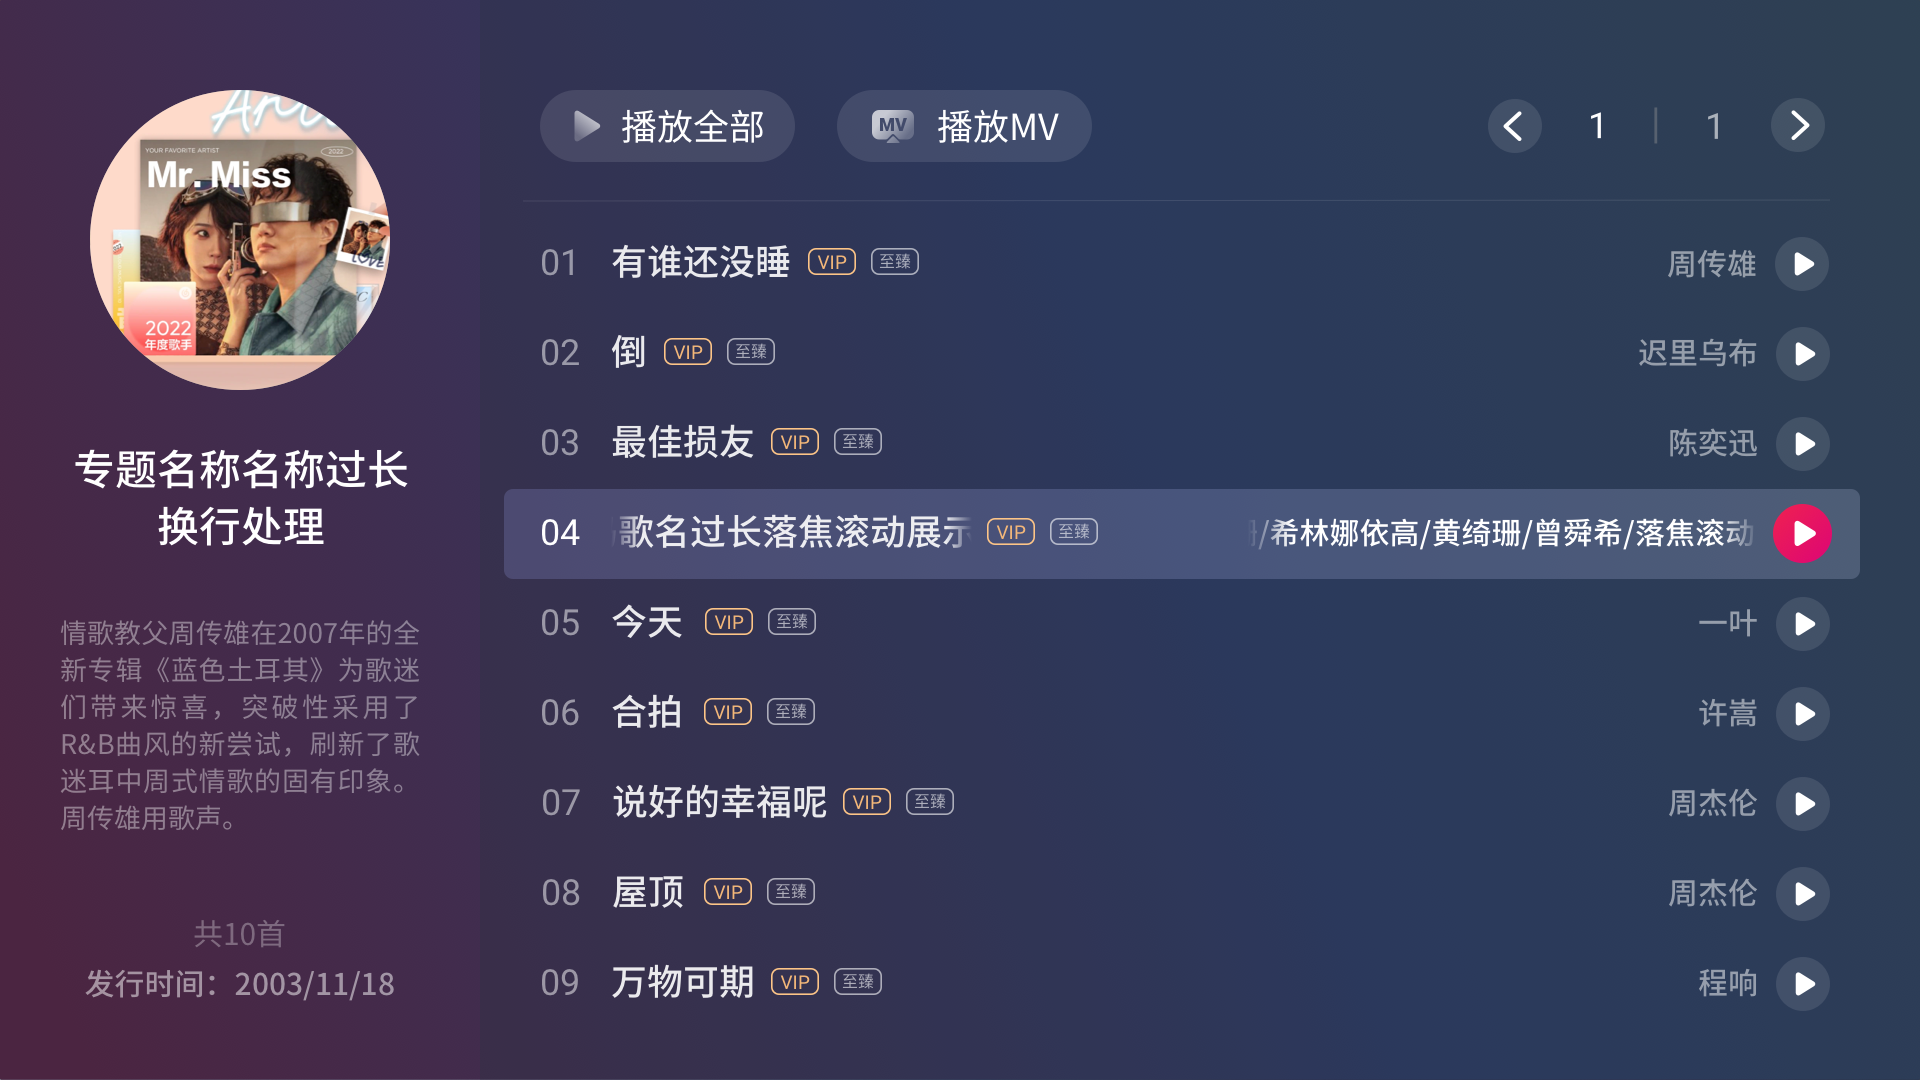 YOUR FAVORITE ARTIST
2022
Mr. Miss
LOVE
2022
年度歌手
专题名称名称过长
换行处理
情歌教父周传雄在2007年的全
新专辑《蓝色土耳其》为歌迷
们带来惊喜，突破性采用了
R&B曲风的新尝试，刷新了歌
迷耳中周式情歌的固有印象。
周传雄用歌声。
共10首
发行时间：2003/11/18
播放全部
MV 播放MV
1 | 1
01 有谁还没睡 VIP 至臻 周传雄
02 倒 VIP 至臻 迟里乌布
03 最佳损友 VIP 至臻 陈奕迅
04 歌名过长落焦滚动展示 VIP 至臻 /希林娜依高/黄绮珊/曾舜希/落焦滚动
05 今天 VIP 至臻 一叶
06 合拍 VIP 至臻 许嵩
07 说好的幸福呢 VIP 至臻 周杰伦
08 屋顶 VIP 至臻 周杰伦
09 万物可期 VIP 至臻 程响